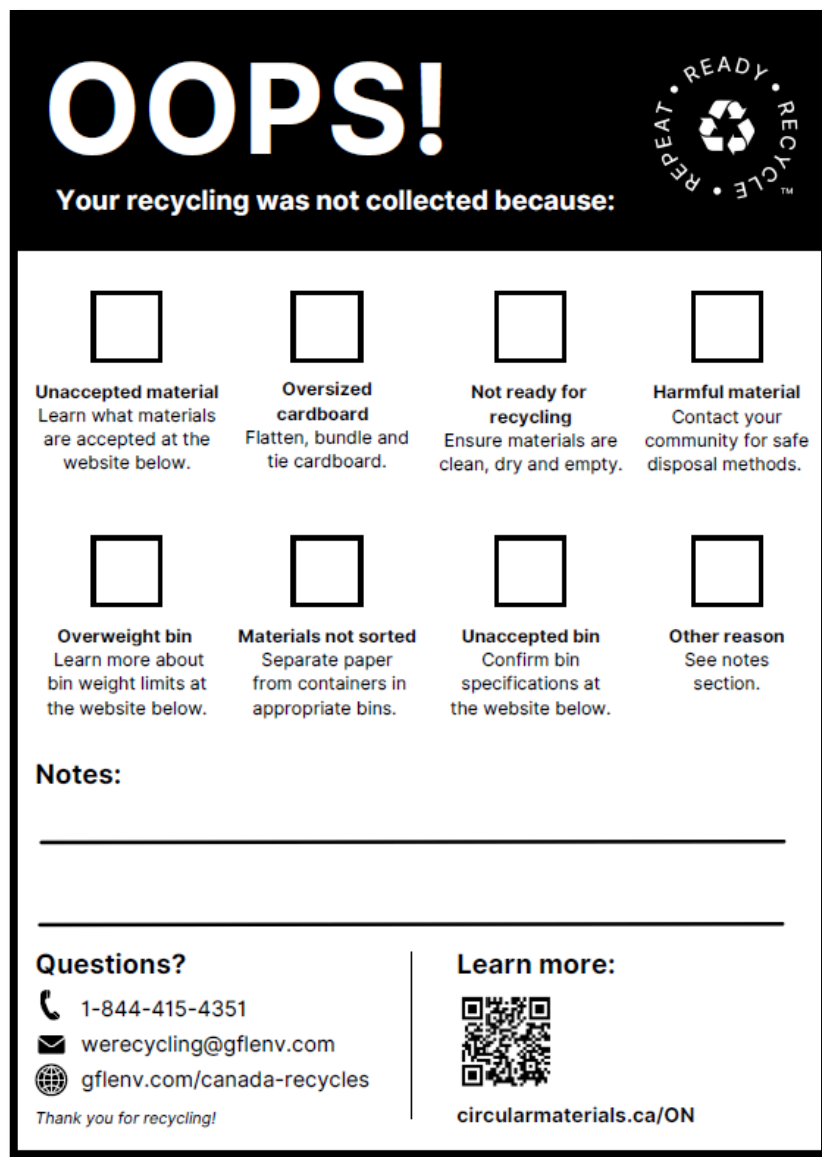 OOPS!
Your recycling was not collected because:
READY • RECYCLE • REPEAT •
TM
Unaccepted material
Learn what materials
are accepted at the
website below.
Oversized
cardboard
Flatten, bundle and
tie cardboard.
Not ready for
recycling
Ensure materials are
clean, dry and empty.
Harmful material
Contact your
community for safe
disposal methods.
Overweight bin
Learn more about
bin weight limits at
the website below.
Materials not sorted
Separate paper
from containers in
appropriate bins.
Unaccepted bin
Confirm bin
specifications at
the website below.
Other reason
See notes
section.
Notes:
Questions?
1-844-415-4351
werecycling@gflenv.com
gflenv.com/canada-recycles
Thank you for recycling!
Learn more:
circularmaterials.ca/ON